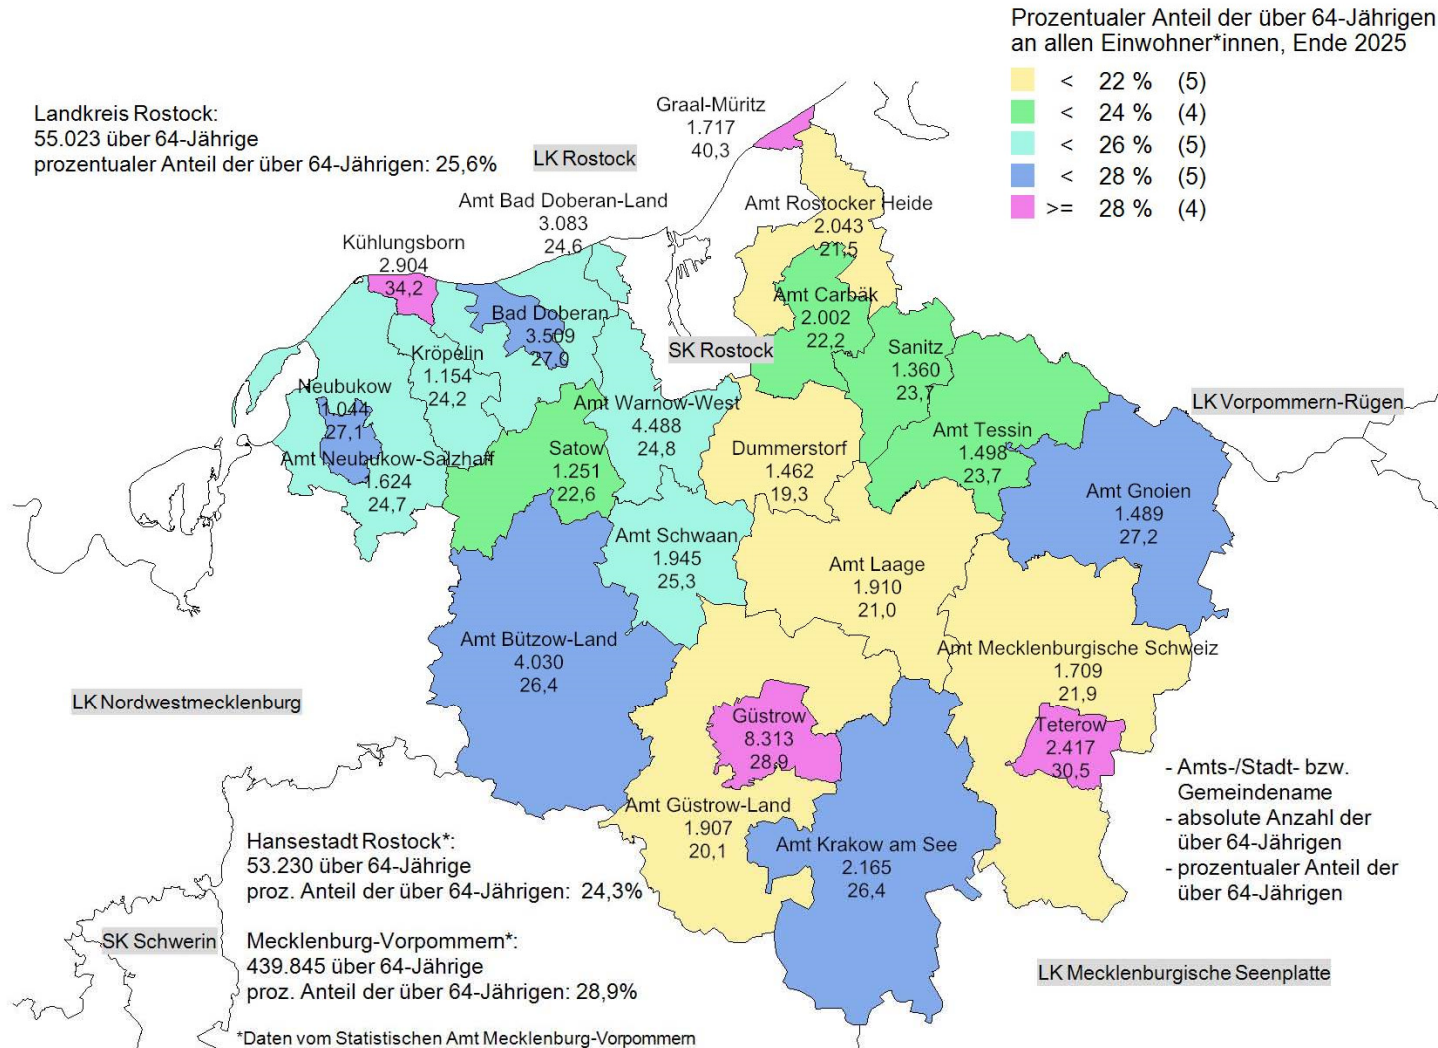 Prozentualer Anteil der über 64-Jährigen
an allen Einwohner*innen, Ende 2025
< 22 % (5)
< 24 % (4)
< 26 % (5)
< 28 % (5)
>= 28 % (4)
Landkreis Rostock:
55.023 über 64-Jährige
prozentualer Anteil der über 64-Jährigen: 25,6%
LK Rostock
Graal-Müritz
1.717
40,3
Amt Bad Doberan-Land
3.083
24,6
Amt Rostocker Heide
2.043
21,5
Kühlungsborn
2.904
34,2
Bad Doberan
3.509
27,0
Amt Carbäk
2.002
22,2
SK Rostock
Sanitz
1.360
23,7
Kröpelin
1.154
24,2
Neubukow
1.044
27,1
Amt Warnow-West
4.488
24,8
LK Vorpommern-Rügen
Amt Neubukow-Salzhaff
1.624
24,7
Satow
1.251
22,6
Dummerstorf
1.462
19,3
Amt Tessin
1.498
23,7
Amt Gnoien
1.489
27,2
Amt Schwaan
1.945
25,3
Amt Laage
1.910
21,0
Amt Bützow-Land
4.030
26,4
Amt Mecklenburgische Schweiz
1.709
21,9
LK Nordwestmecklenburg
Güstrow
8.313
28,9
Teterow
2.417
30,5
- Amts-/Stadt- bzw.
Gemeindename
- absolute Anzahl der
über 64-Jährigen
- prozentualer Anteil der
über 64-Jährigen
Amt Güstrow-Land
1.907
20,1
Amt Krakow am See
2.165
26,4
Hansestadt Rostock*:
53.230 über 64-Jährige
proz. Anteil der über 64-Jährigen: 24,3%
SK Schwerin
Mecklenburg-Vorpommern*:
439.845 über 64-Jährige
proz. Anteil der über 64-Jährigen: 28,9%
LK Mecklenburgische Seenplatte
*Daten vom Statistischen Amt Mecklenburg-Vorpommern